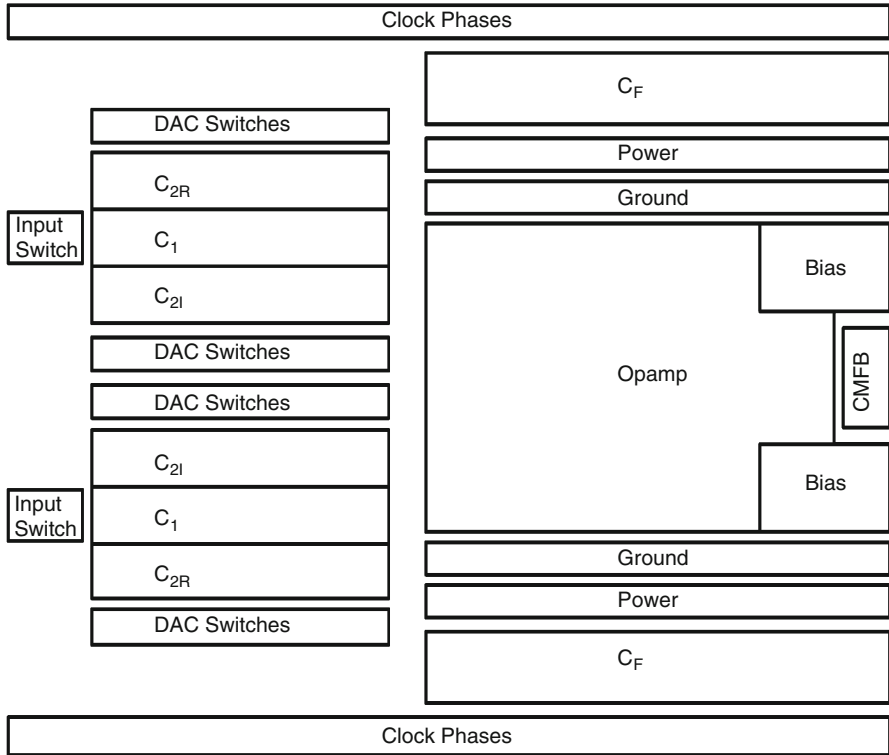 Clock Phases
C_F
DAC Switches
Power
C_2R
Ground
Input
Switch
C_1
Bias
C_2I
DAC Switches
Opamp
CMFB
DAC Switches
C_2I
Bias
Input
Switch
C_1
Ground
C_2R
Power
DAC Switches
C_F
Clock Phases